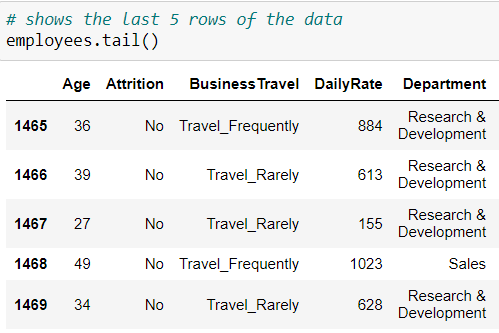 # shows the last 5 rows of the data
employees.tail()
Age Attrition BusinessTravel DailyRate Department
1465 36 No Travel_Frequently 884 Research & Development
1466 39 No Travel_Rarely 613 Research & Development
1467 27 No Travel_Rarely 155 Research & Development
1468 49 No Travel_Frequently 1023 Sales
1469 34 No Travel_Rarely 628 Research & Development